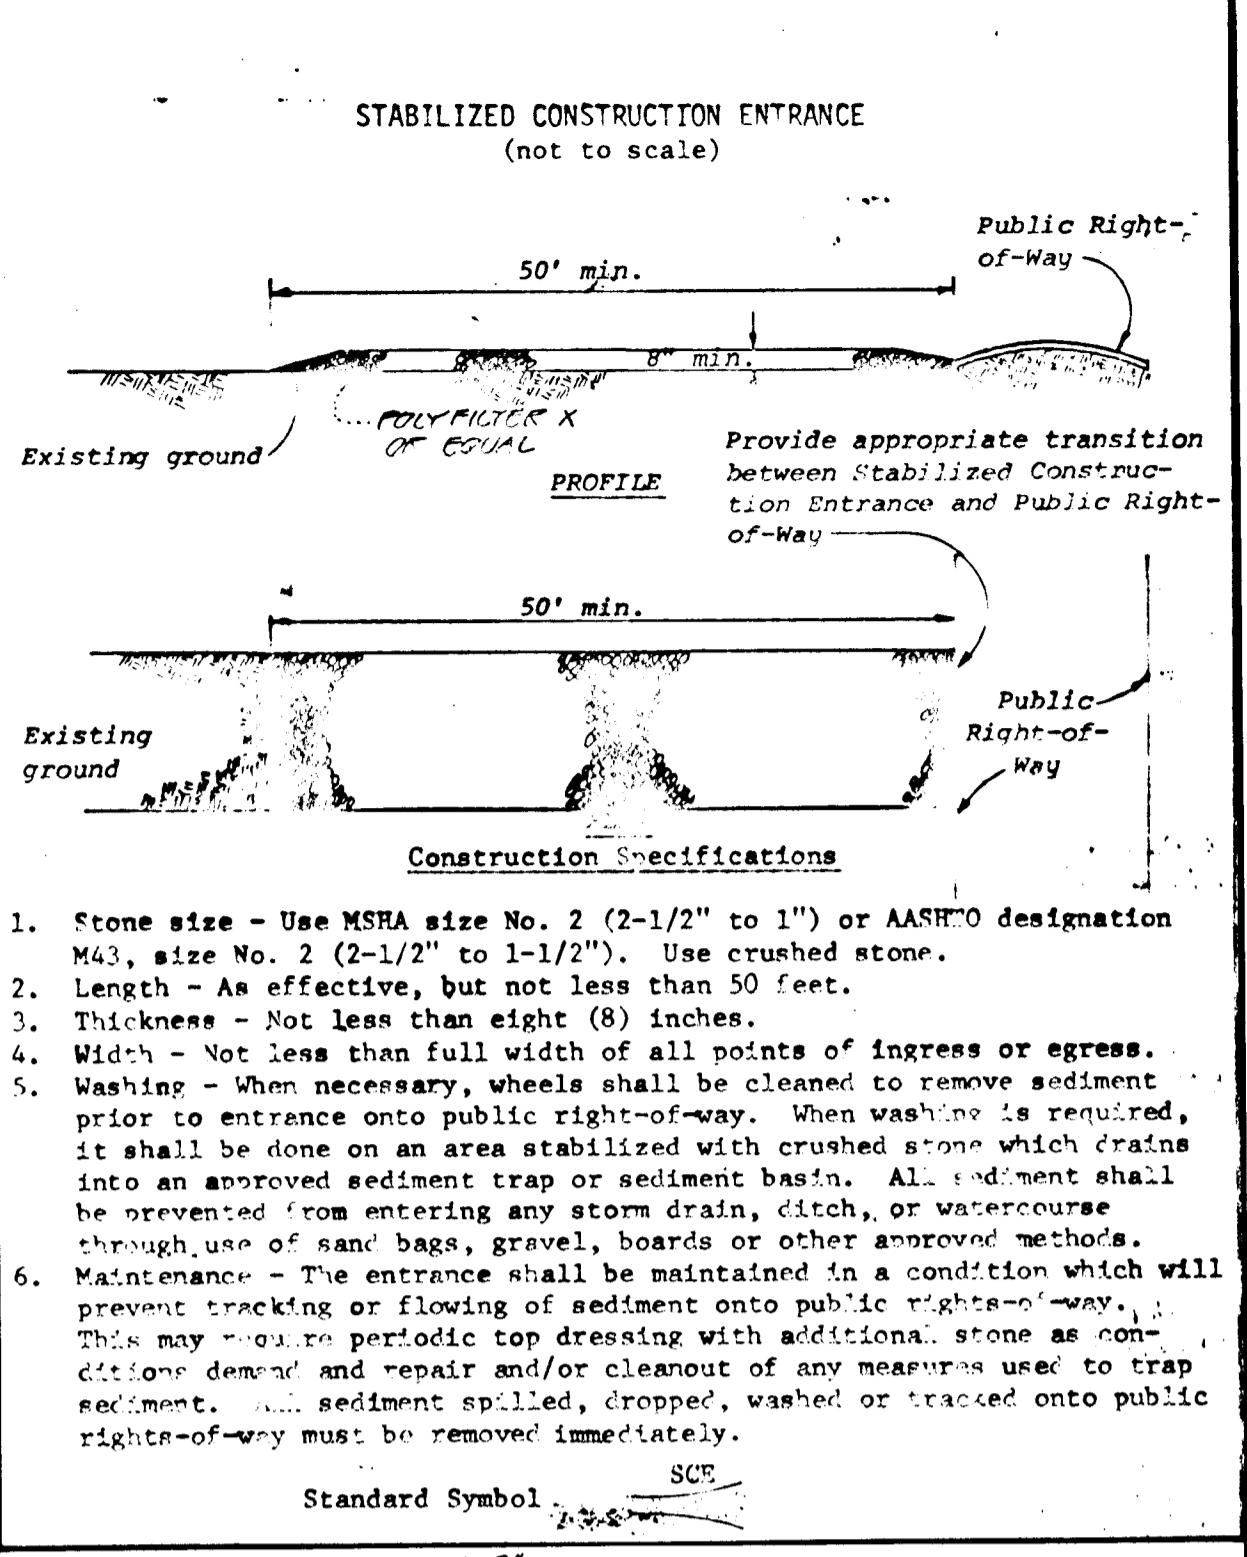 STABILIZED CONSTRUCTION ENTRANCE
(not to scale)
Public Right-
of-Way
50' min.
8" min.
POLYFILTER X
OR EQUAL
Existing ground
PROFILE
Provide appropriate transition
between Stabilized Construc-
tion Entrance and Public Right-
of-Way
50' min.
Existing
ground
Public
Right-of-
Way
Construction Specifications
1. Stone size - Use MSHA size No. 2 (2-1/2" to 1") or AASHTO designation
M43, size No. 2 (2-1/2" to 1-1/2"). Use crushed stone.
2. Length - As effective, but not less than 50 feet.
3. Thickness - Not less than eight (8) inches.
4. Width - Not less than full width of all points of ingress or egress.
5. Washing - When necessary, wheels shall be cleaned to remove sediment
prior to entrance onto public right-of-way. When washing is required,
it shall be done on an area stabilized with crushed stone which drains
into an approved sediment trap or sediment basin. All sediment shall
be prevented from entering any storm drain, ditch, or watercourse
through use of sand bags, gravel, boards or other approved methods.
6. Maintenance - The entrance shall be maintained in a condition which will
prevent tracking or flowing of sediment onto public rights-of-way.
This may require periodic top dressing with additional stone as con-
ditions demand and repair and/or cleanout of any measures used to trap
sediment. All sediment spilled, dropped, washed or tracked onto public
rights-of-way must be removed immediately.
SCE
Standard Symbol